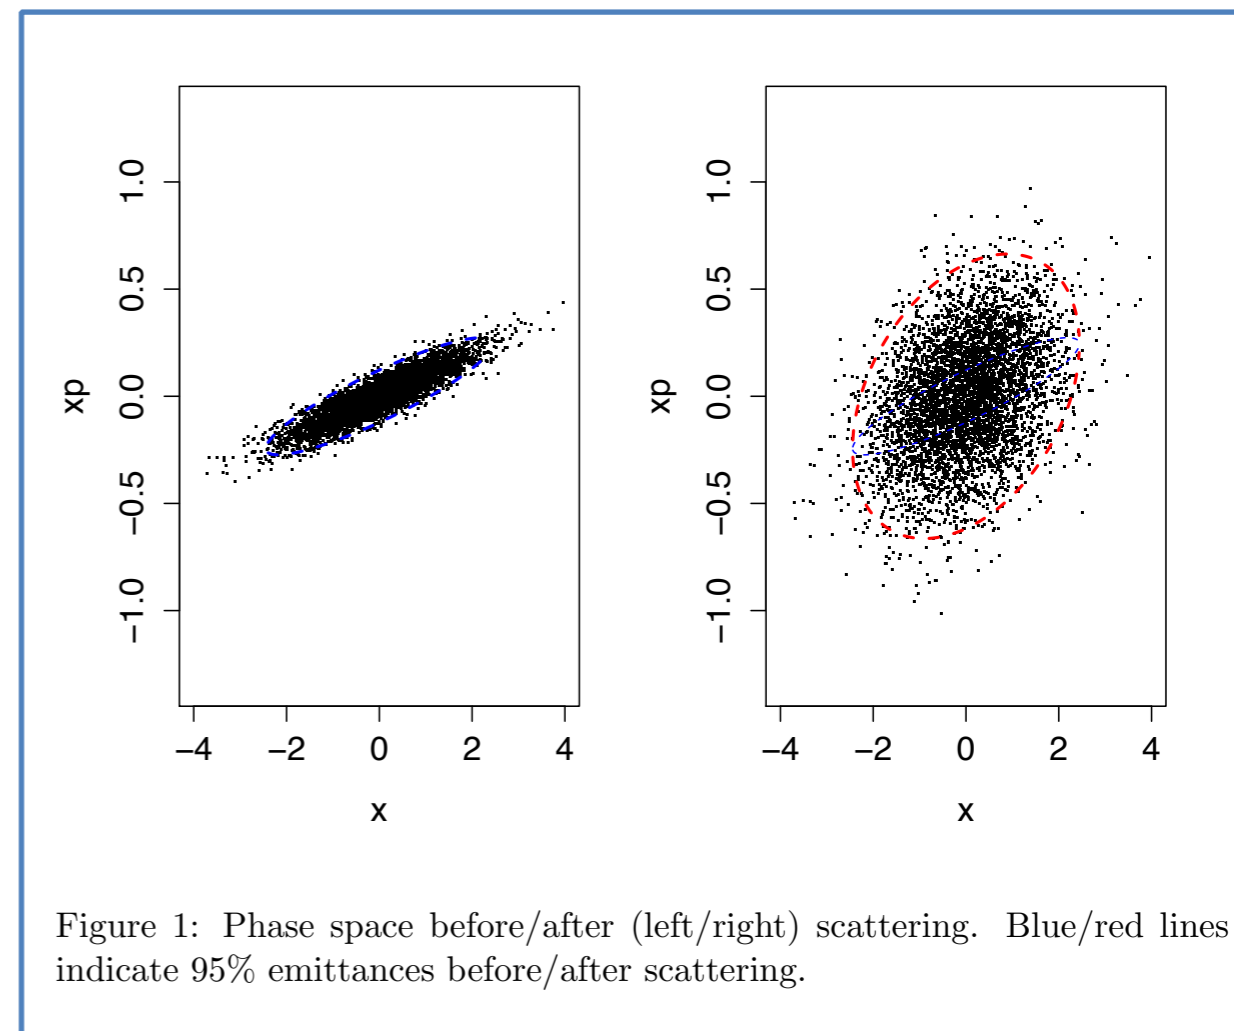 1.0
0.5
0.0
−0.5
−1.0
xp
−4 −2 0 2 4
x
1.0
0.5
0.0
−0.5
−1.0
xp
−4 −2 0 2 4
x
Figure 1: Phase space before/after (left/right) scattering. Blue/red lines
indicate 95% emittances before/after scattering.